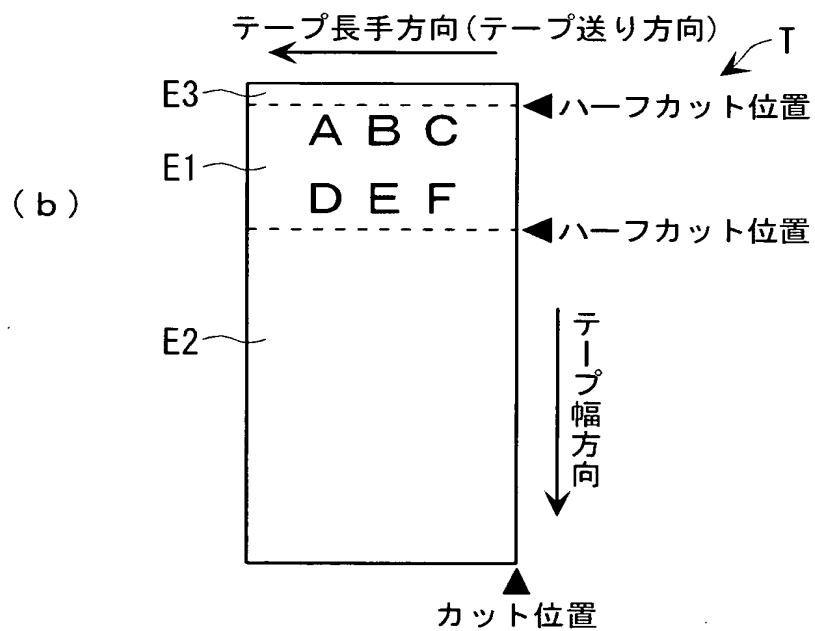 テープ長手方向(テープ送り方向)
T
E3
ハーフカット位置
A B C
E1
(b)
D E F
ハーフカット位置
E2
テープ幅方向
カット位置